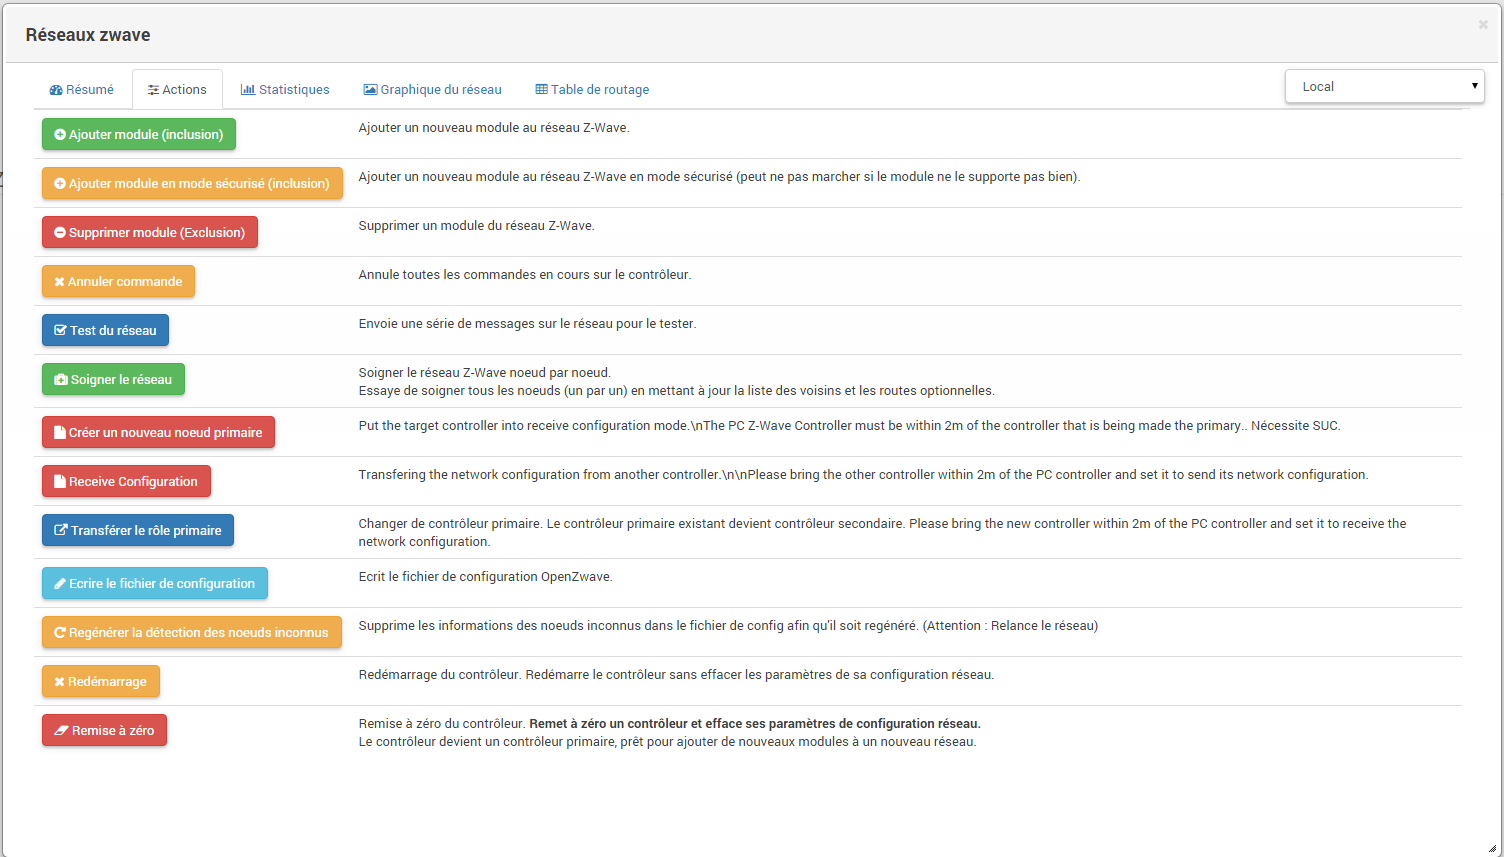 Réseaux zwave
Résumé
Actions
Statistiques
Graphique du réseau
Table de routage
Local
Ajouter module (inclusion)
Ajouter un nouveau module au réseau Z-Wave.
Ajouter module en mode sécurisé (inclusion)
Ajouter un nouveau module au réseau Z-Wave en mode sécurisé (peut ne pas marcher si le module ne le supporte pas bien).
Supprimer module (Exclusion)
Supprimer un module du réseau Z-Wave.
Annuler commande
Annule toutes les commandes en cours sur le contrôleur.
Test du réseau
Envoie une série de messages sur le réseau pour le tester.
Soigner le réseau
Soigner le réseau Z-Wave noeud par noeud.
Essaye de soigner tous les noeuds (un par un) en mettant à jour la liste des voisins et les routes optionnelles.
Créer un nouveau noeud primaire
Put the target controller into receive configuration mode.\nThe PC Z-Wave Controller must be within 2m of the controller that is being made the primary.. Nécessite SUC.
Receive Configuration
Transfering the network configuration from another controller.\n\nPlease bring the other controller within 2m of the PC controller and set it to send its network configuration.
Transférer le rôle primaire
Changer de contrôleur primaire. Le contrôleur primaire existant devient contrôleur secondaire. Please bring the new controller within 2m of the PC controller and set it to receive the
network configuration.
Ecrire le fichier de configuration
Ecrit le fichier de configuration OpenZwave.
Regénérer la détection des noeuds inconnus
Supprime les informations des noeuds inconnus dans le fichier de config afin qu'il soit regénéré. (Attention : Relance le réseau)
Redémarrage
Redémarrage du contrôleur. Redémarre le contrôleur sans effacer les paramètres de sa configuration réseau.
Remise à zéro
Remise à zéro du contrôleur. Remet à zéro un contrôleur et efface ses paramètres de configuration réseau.
Le contrôleur devient un contrôleur primaire, prêt pour ajouter de nouveaux modules à un nouveau réseau.